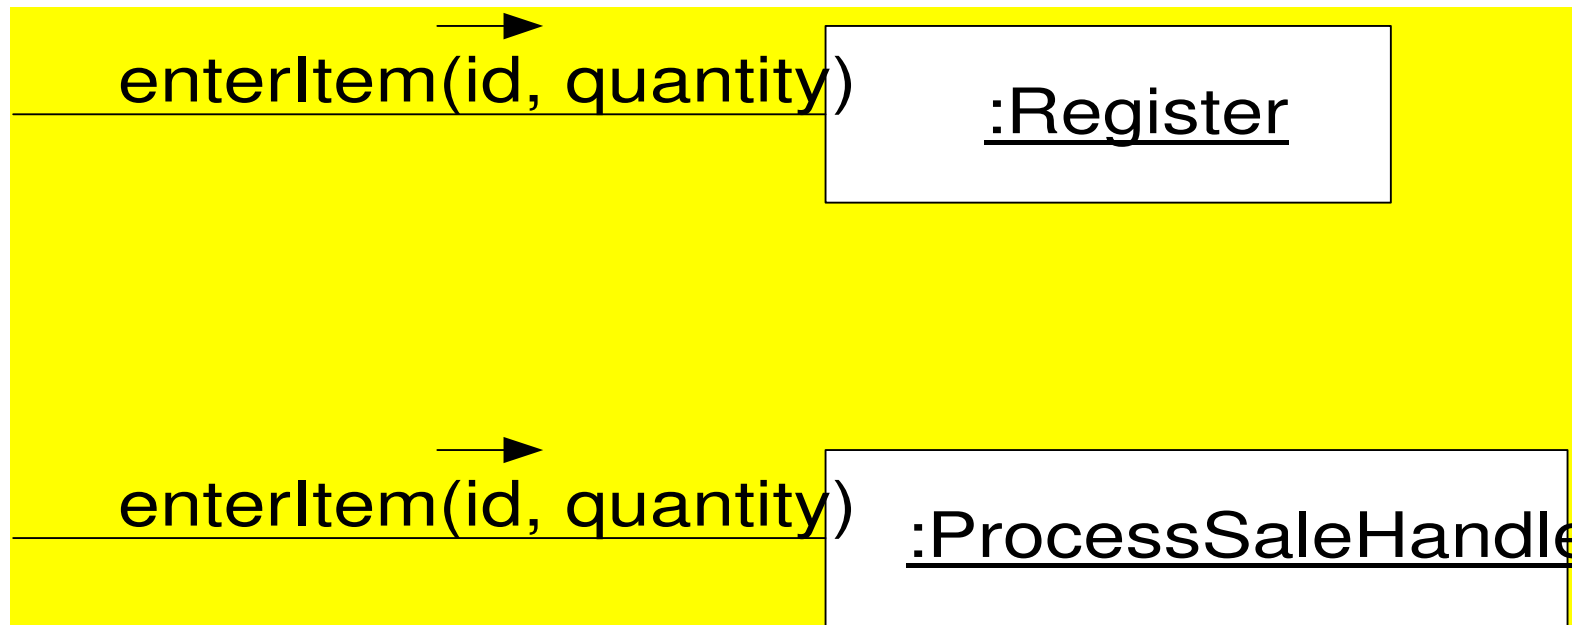 enterItem(id, quantity)
:Register
enterItem(id, quantity)
:ProcessSaleHandle